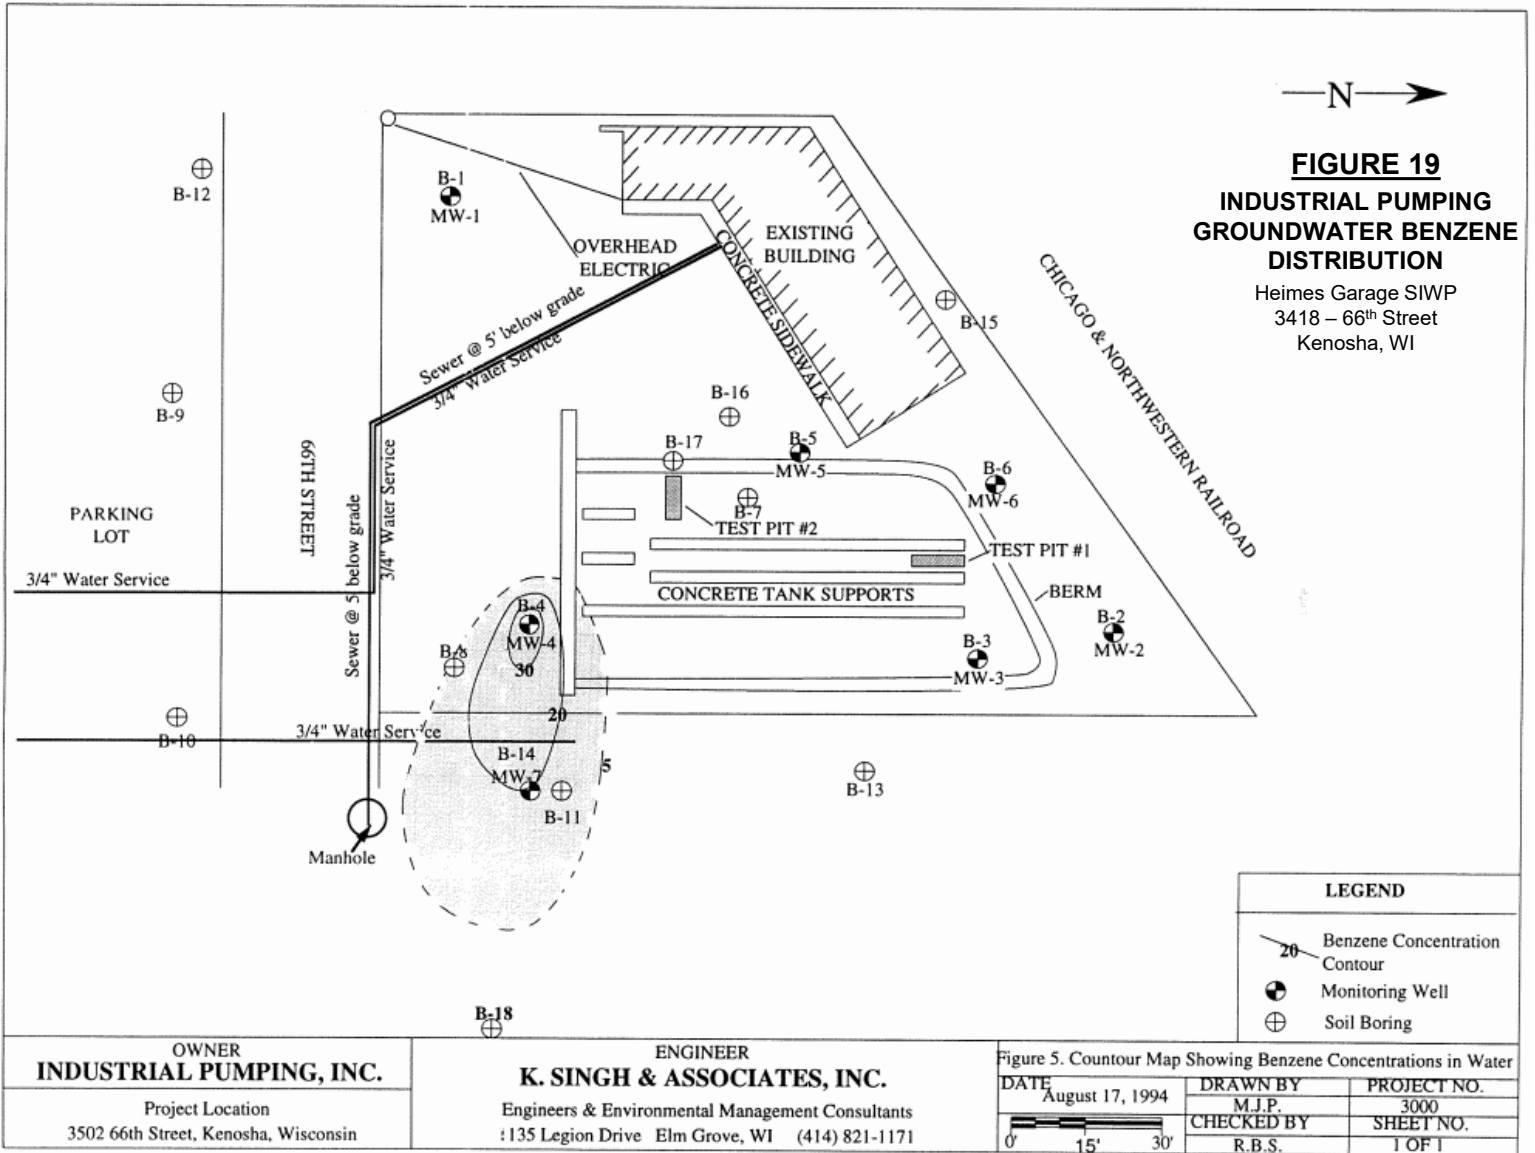 N
FIGURE 19
INDUSTRIAL PUMPING
GROUNDWATER BENZENE
DISTRIBUTION
Heimes Garage SIWP
3418 – 66th Street
Kenosha, WI
B-12
B-1
MW-1
OVERHEAD
ELECTRIC
EXISTING
BUILDING
CONCRETE SIDEWALK
B-15
CHICAGO & NORTHWESTERN RAILROAD
Sewer @ 5' below grade
3/4" Water Service
B-9
B-16
B-17
B-5
MW-5
B-6
MW-6
B-7
TEST PIT #2
TEST PIT #1
66TH STREET
3/4" Water Service
Sewer @ 5' below grade
PARKING
LOT
3/4" Water Service
CONCRETE TANK SUPPORTS
BERM
B-4
MW-4
30
B-8
B-3
MW-3
B-2
MW-2
20
B-10
3/4" Water Service
B-14
MW-7
5
B-11
B-13
Manhole
B-18
LEGEND
20
Benzene Concentration
Contour
Monitoring Well
Soil Boring
OWNER
INDUSTRIAL PUMPING, INC.
Project Location
3502 66th Street, Kenosha, Wisconsin
ENGINEER
K. SINGH & ASSOCIATES, INC.
Engineers & Environmental Management Consultants
1135 Legion Drive Elm Grove, WI (414) 821-1171
Figure 5. Countour Map Showing Benzene Concentrations in Water
DATE
August 17, 1994
0' 15' 30'
DRAWN BY
M.J.P.
CHECKED BY
R.B.S.
PROJECT NO.
3000
SHEET NO.
1 OF 1